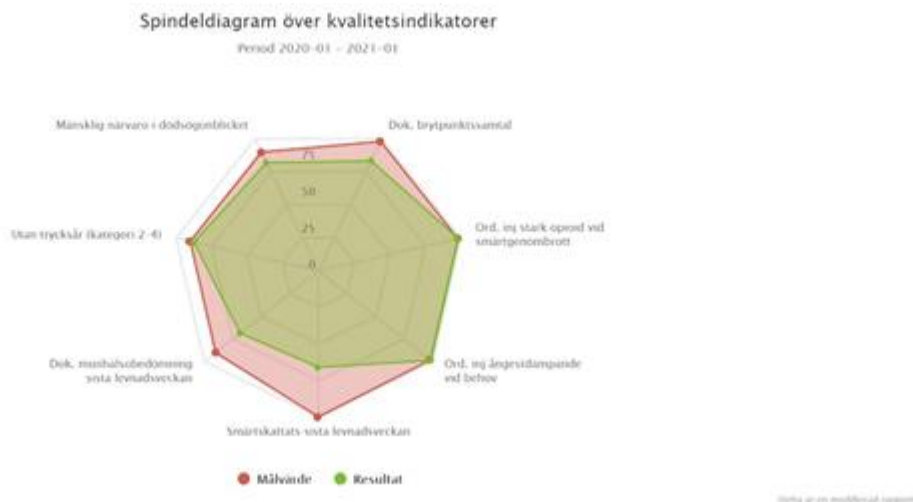 Spindeldiagram över kvalitetsindikatorer
Period 2020-01 - 2021-01
Mänsklig närvaro i dödsögonblicket
Dok. brytpunktssamtal
75
50
25
0
Utan trycksår (kategori 2-4)
Ord. inj stark opioid vid
smärtgenombrott
Dok. munhälsobedömning
sista levnadsveckan
Ord. inj ångestdämpande
vid behov
Smärtskattats sista levnadsveckan
Målvärde
Resultat